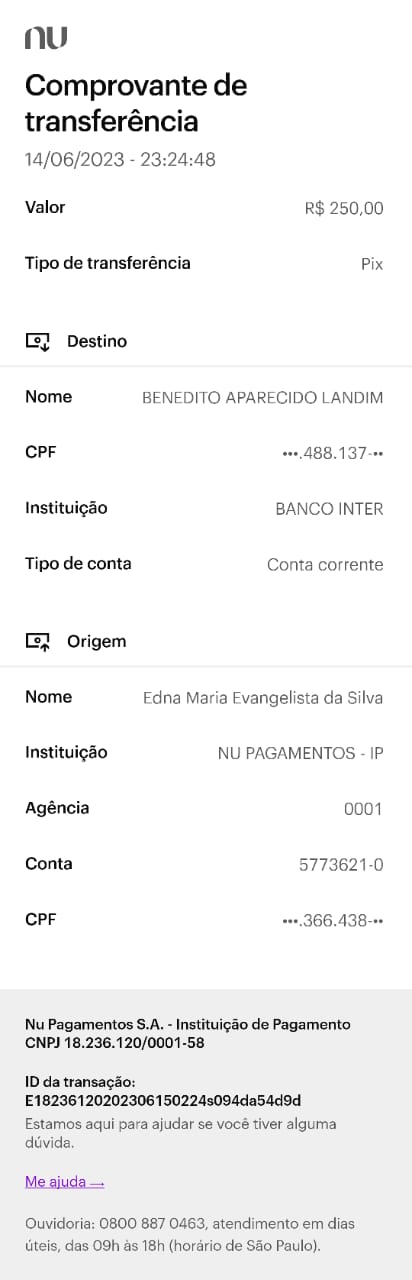 nu
Comprovante de
transferência
14/06/2023 - 23:24:48
Valor R$ 250,00
Tipo de transferência Pix
Destino
Nome BENEDITO APARECIDO LANDIM
CPF •••.488.137-••
Instituição BANCO INTER
Tipo de conta Conta corrente
Origem
Nome Edna Maria Evangelista da Silva
Instituição NU PAGAMENTOS - IP
Agência 0001
Conta 5773621-0
CPF •••.366.438-••
Nu Pagamentos S.A. - Instituição de Pagamento
CNPJ 18.236.120/0001-58
ID da transação:
E18236120202306150224s094da54d9d
Estamos aqui para ajudar se você tiver alguma
dúvida.
Me ajuda →
Ouvidoria: 0800 887 0463, atendimento em dias
úteis, das 09h às 18h (horário de São Paulo).